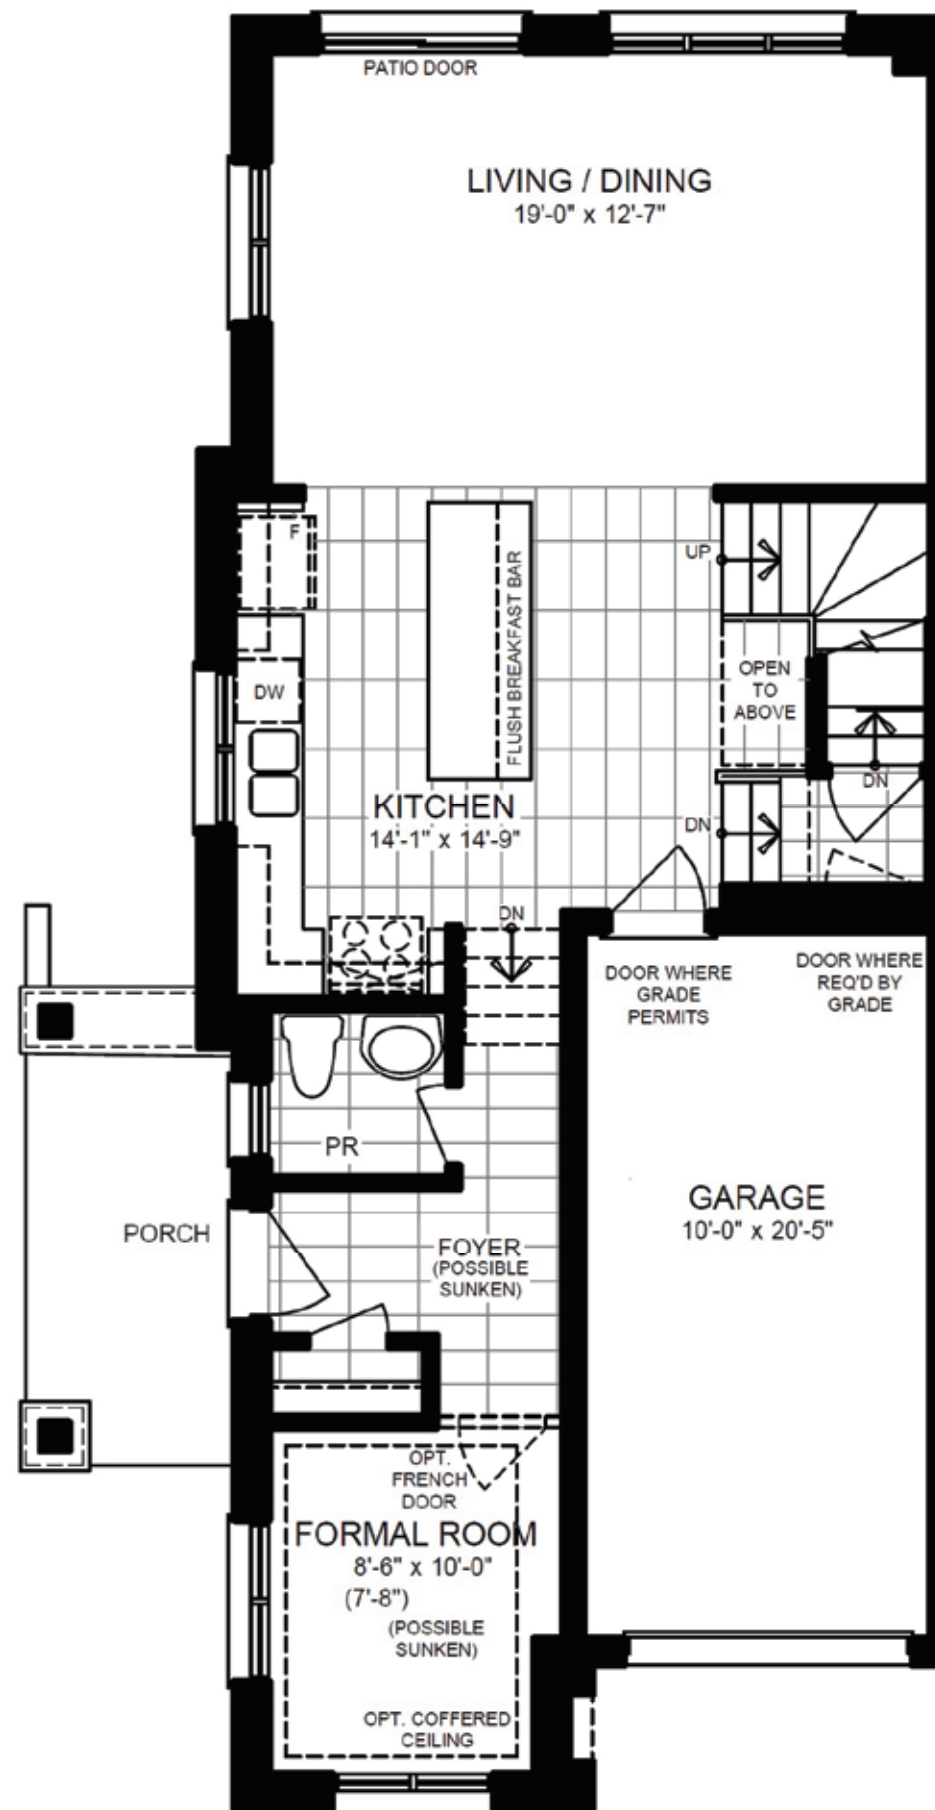 PATIO DOOR
LIVING / DINING
19'-0" x 12'-7"
F
UP
FLUSH BREAKFAST BAR
OPEN
TO
ABOVE
DW
DN
KITCHEN
14'-1" x 14'-9"
DN
DN
DOOR WHERE
GRADE
PERMITS
DOOR WHERE
REQ'D BY
GRADE
PR
PORCH
FOYER
(POSSIBLE
SUNKEN)
GARAGE
10'-0" x 20'-5"
OPT.
FRENCH
DOOR
FORMAL ROOM
8'-6" x 10'-0"
(7'-8")
(POSSIBLE
SUNKEN)
OPT. COFFERED
CEILING